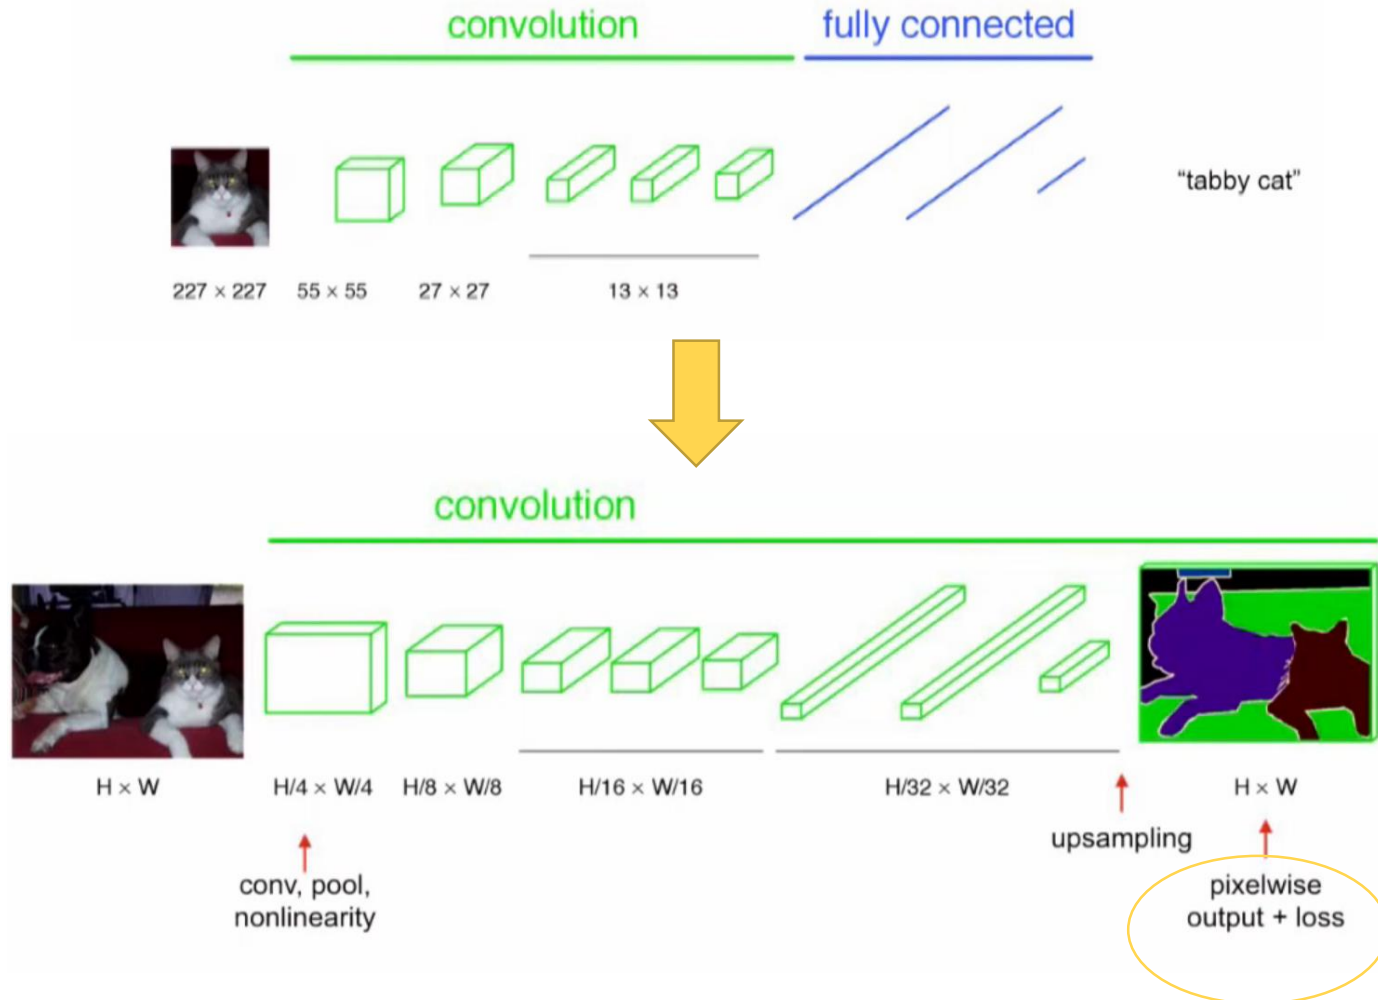 convolution
fully connected
“tabby cat”
227 × 227
55 × 55
27 × 27
13 × 13
convolution
H × W
H/4 × W/4
H/8 × W/8
H/16 × W/16
H/32 × W/32
H × W
upsampling
conv, pool,
nonlinearity
pixelwise
output + loss